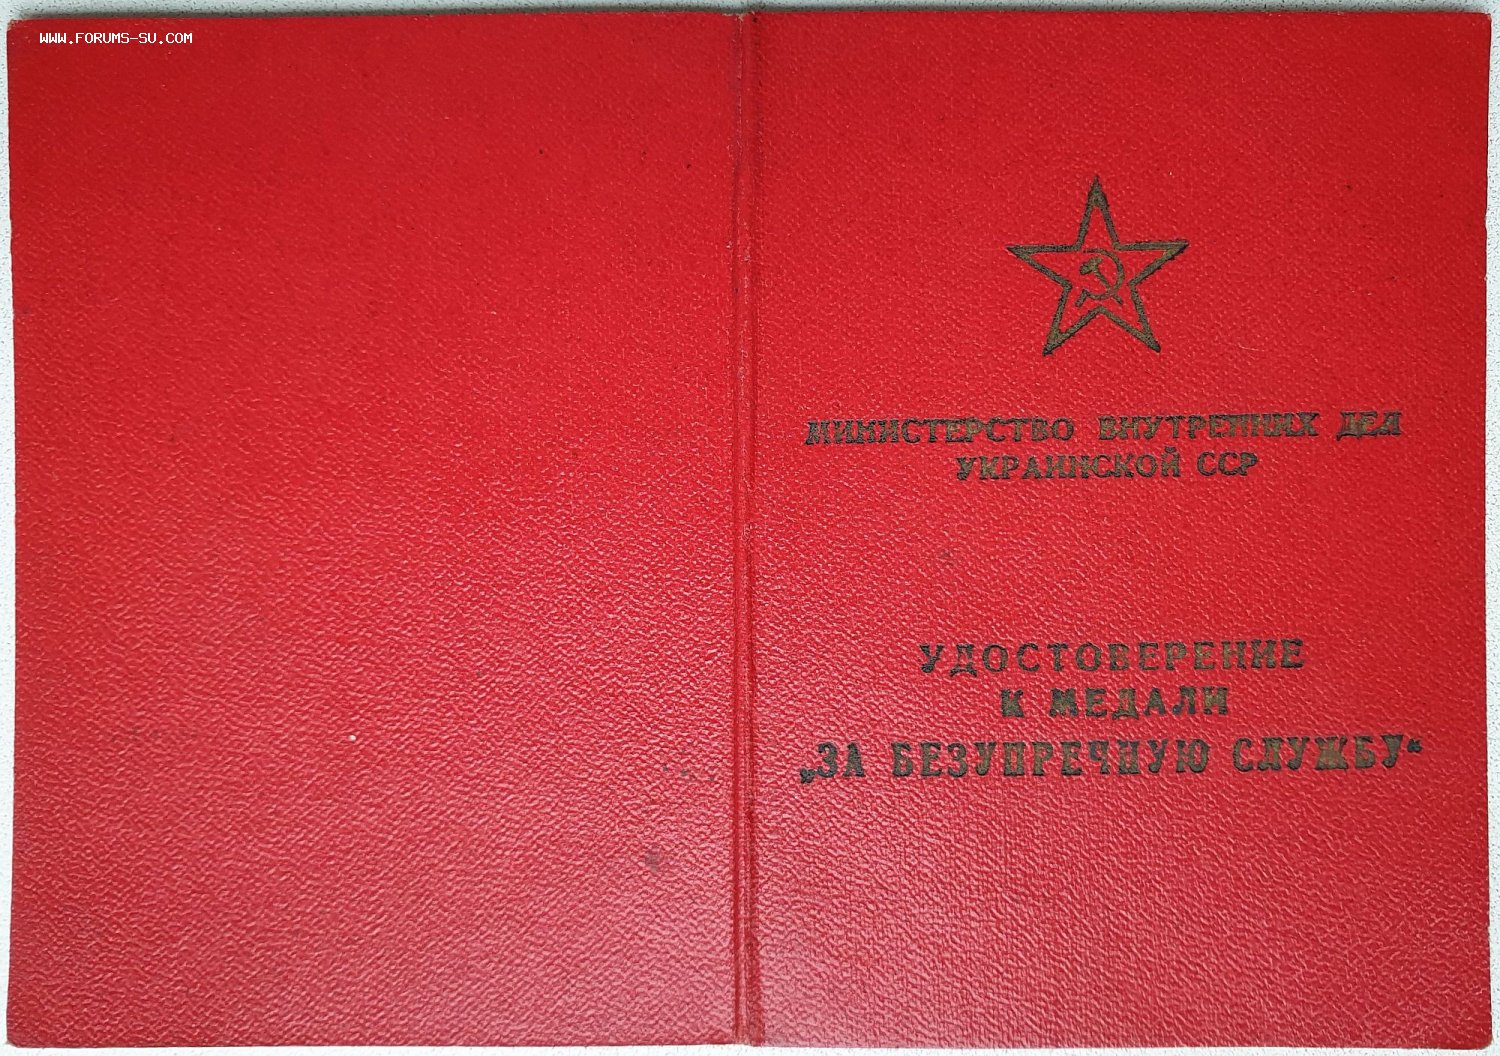 WWW.FORUMS-SU.COM
МИНИСТЕРСТВО ВНУТРЕННИХ ДЕЛ
УКРАИНСКОЙ ССР
УДОСТОВЕРЕНИЕ
К МЕДАЛИ
„ЗА БЕЗУПРЕЧНУЮ СЛУЖБУ“